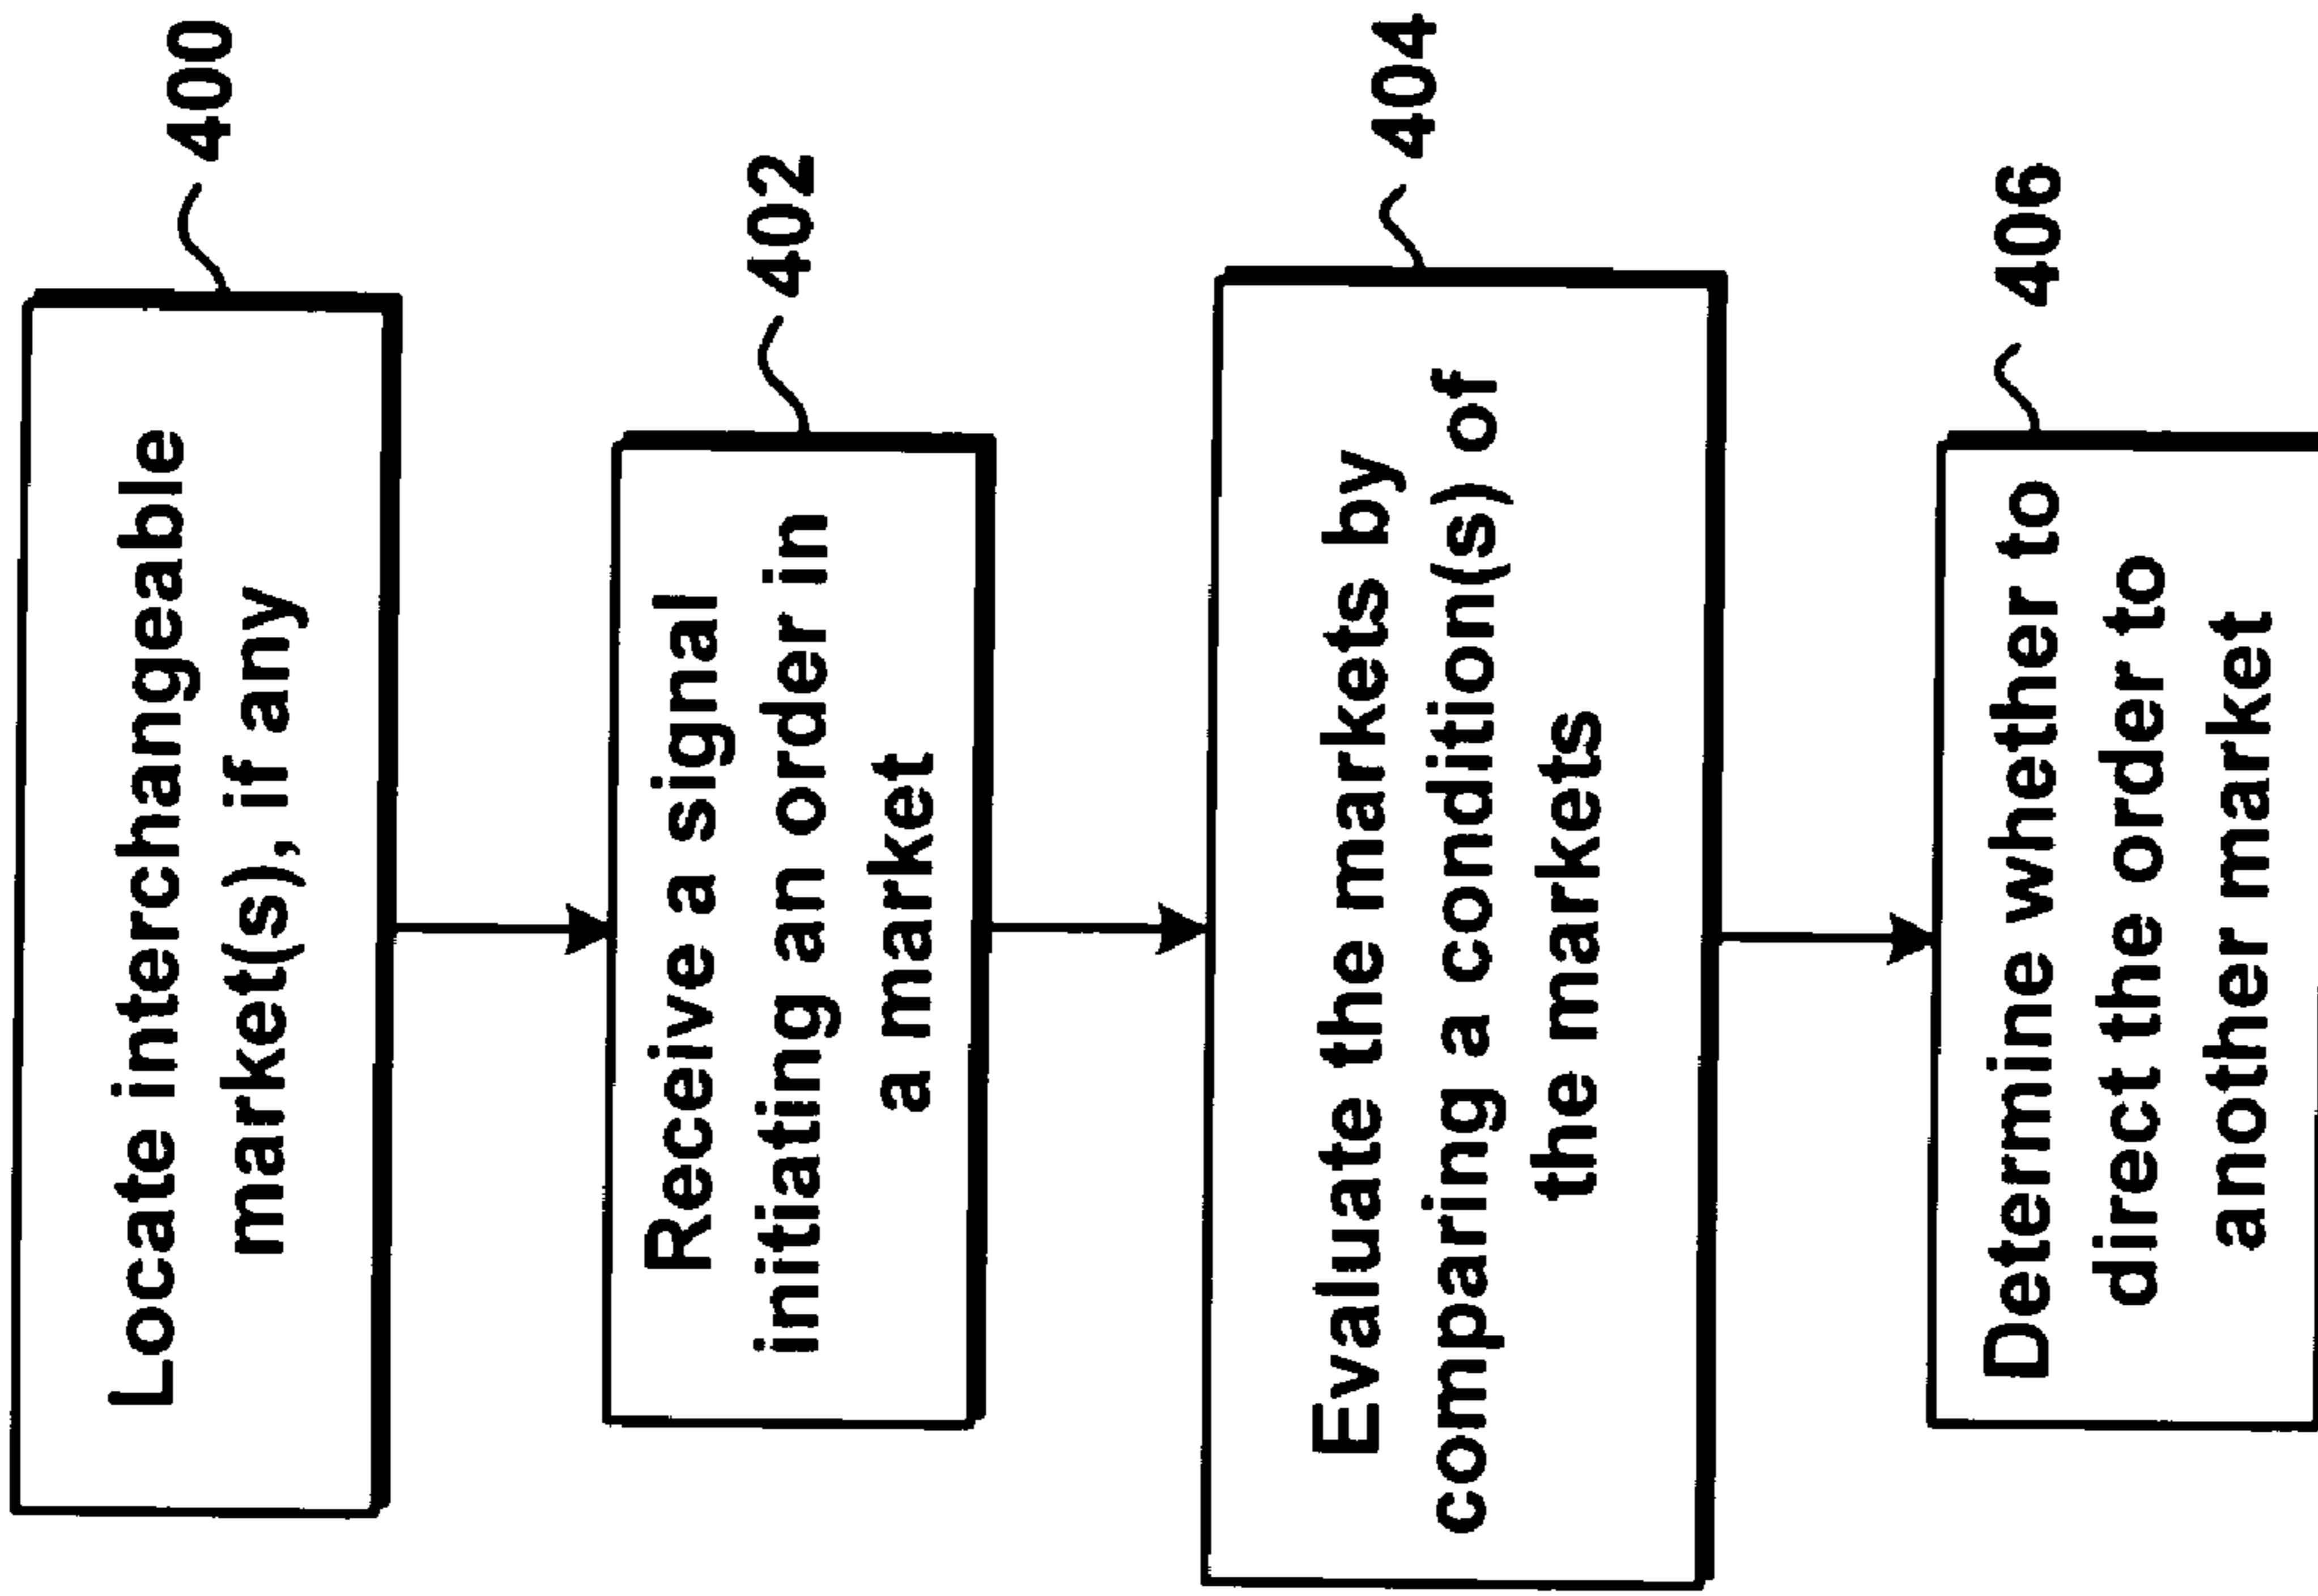 Locate interchangeable
market(s), if any
400
Receive a signal
initiating an order in
a market
402
Evaluate the markets by
comparing a condition(s) of
the markets
404
Determine whether to
direct the order to
another market
406